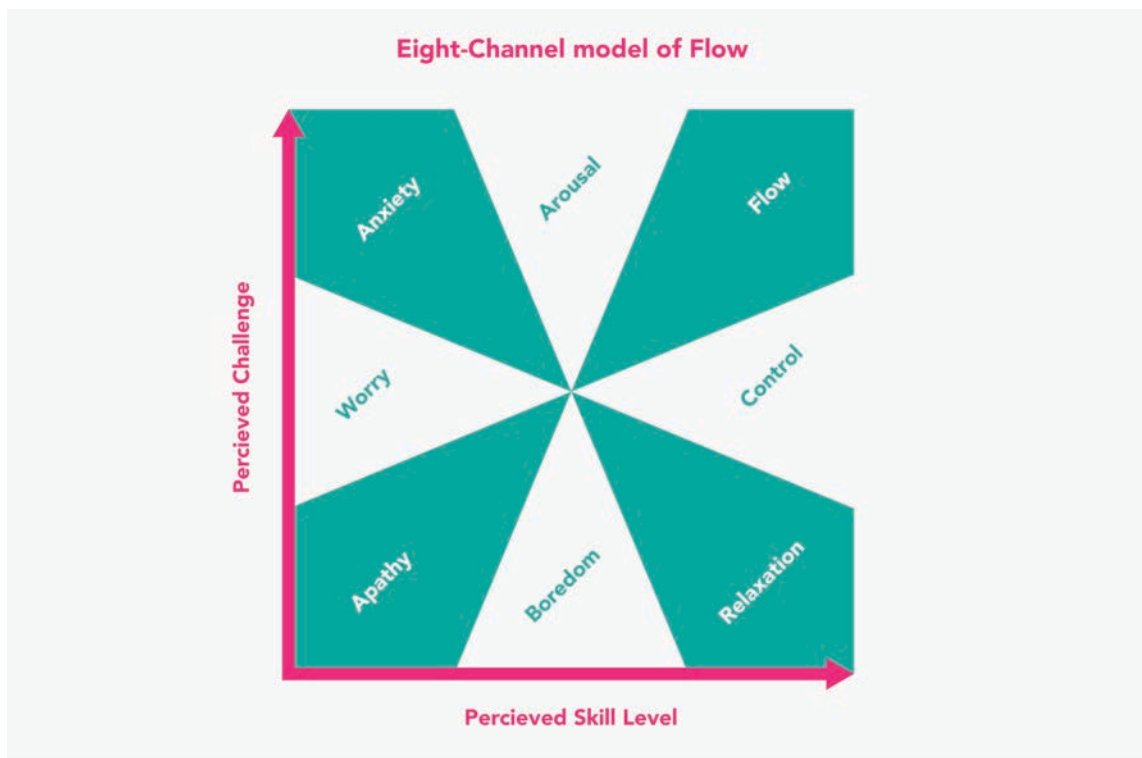 Eight-Channel model of Flow
Anxiety
Arousal
Flow
Percieved Challenge
Worry
Control
Apathy
Boredom
Relaxation
Percieved Skill Level